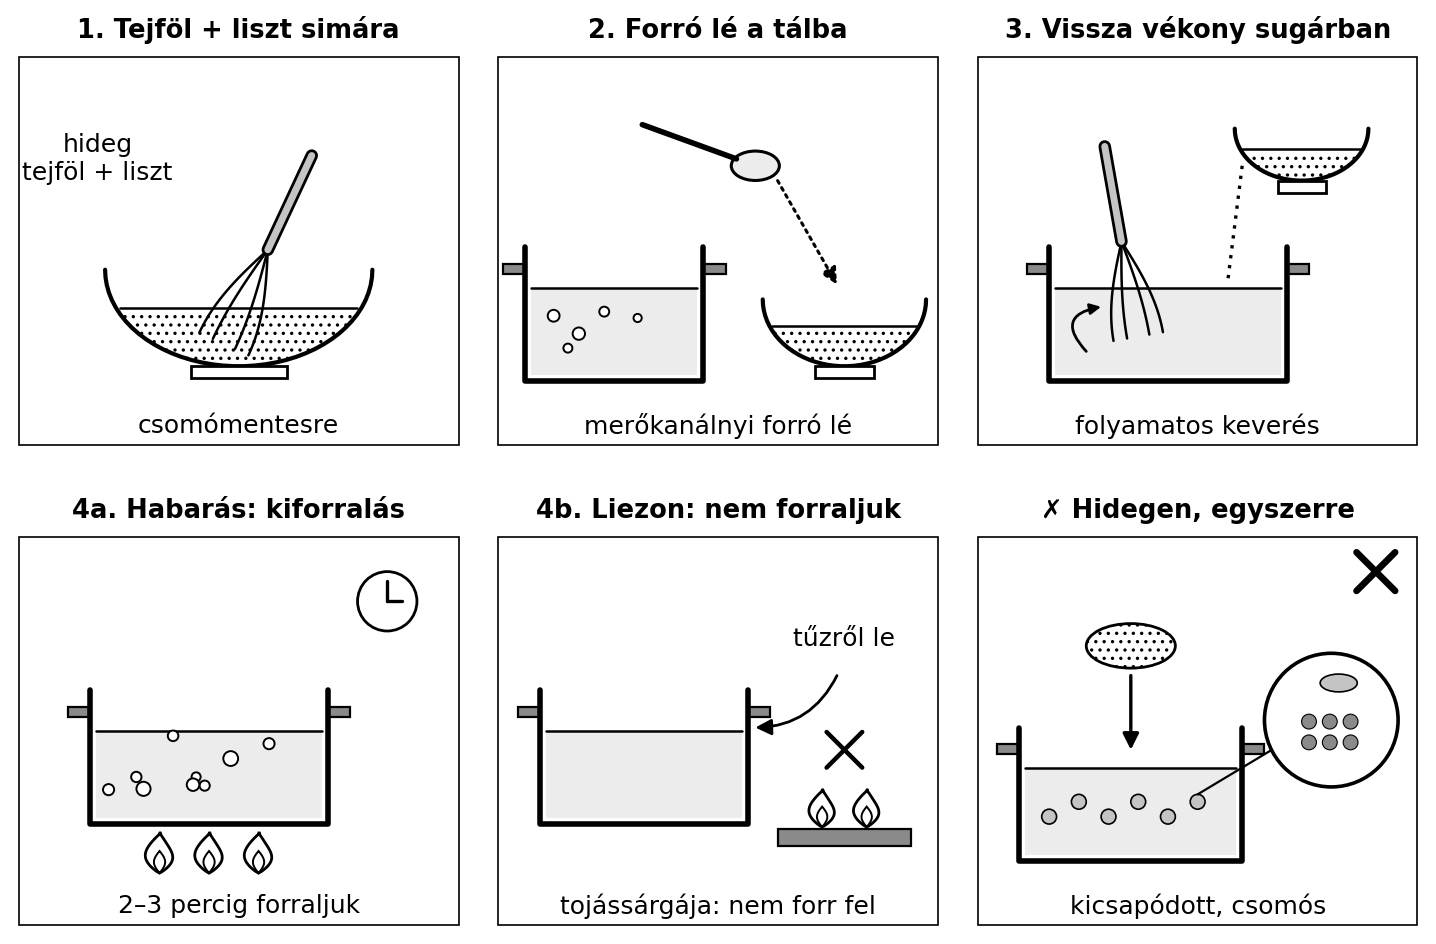 1. Tejföl + liszt simára
hideg
tejföl + liszt
csomómentesre
2. Forró lé a tálba
merőkanálnyi forró lé
3. Vissza vékony sugárban
folyamatos keverés
4a. Habarás: kiforralás
2–3 percig forraljuk
4b. Liezon: nem forraljuk
tűzről le
tojássárgája: nem forr fel
✗ Hidegen, egyszerre
kicsapódott, csomós